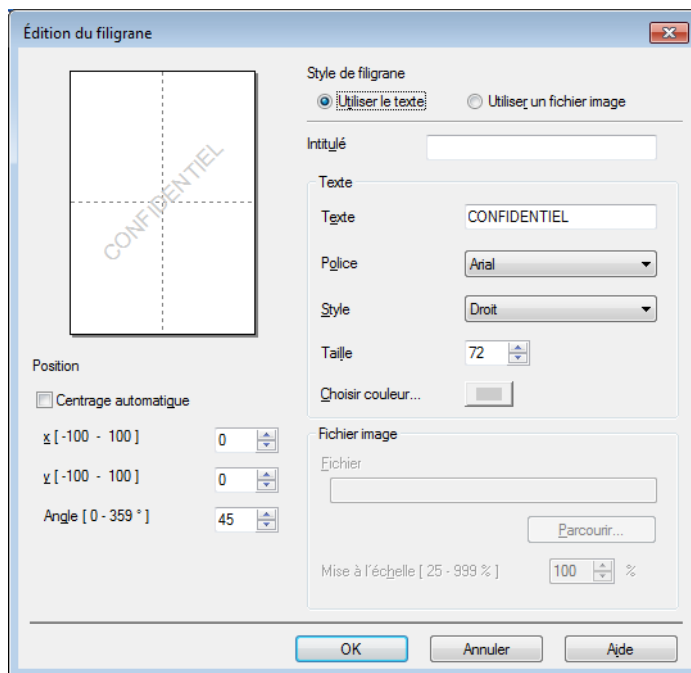 Édition du filigrane
CONFIDENTIEL
Style de filigrane
Utiliser le texte Utiliser un fichier image
Intitulé
Texte
Texte CONFIDENTIEL
Police Arial
Style Droit
Taille 72
Choisir couleur...
Position
Centrage automatique
x [ -100 - 100 ] 0
y [ -100 - 100 ] 0
Angle [ 0 - 359 ° ] 45
Fichier image
Fichier
Parcourir...
Mise à l'échelle [ 25 - 999 % ] 100 %
OK Annuler Aide